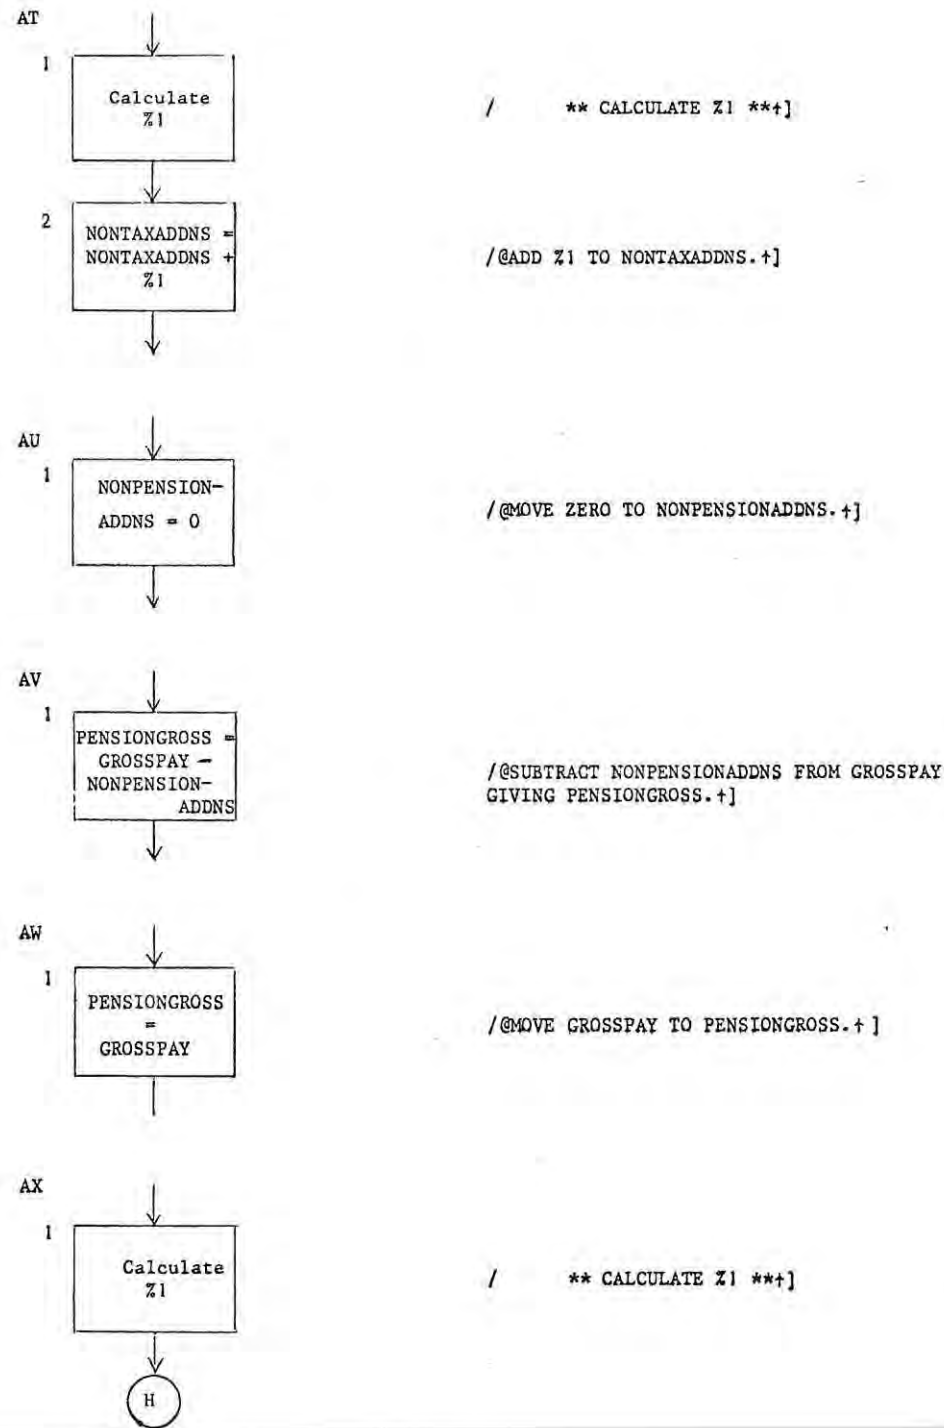 AT
1
Calculate
%1
/ ** CALCULATE %1 **↑]
2
NONTAXADDNS =
NONTAXADDNS +
%1
/@ADD %1 TO NONTAXADDNS.↑]
AU
1
NONPENSION-
ADDNS = 0
/@MOVE ZERO TO NONPENSIONADDNS.↑]
AV
1
PENSIONGROSS =
GROSSPAY -
NONPENSION-
ADDNS
/@SUBTRACT NONPENSIONADDNS FROM GROSSPAY
GIVING PENSIONGROSS.↑]
AW
1
PENSIONGROSS
=
GROSSPAY
/@MOVE GROSSPAY TO PENSIONGROSS.↑ ]
AX
1
Calculate
%1
/ ** CALCULATE %1 **↑]
H